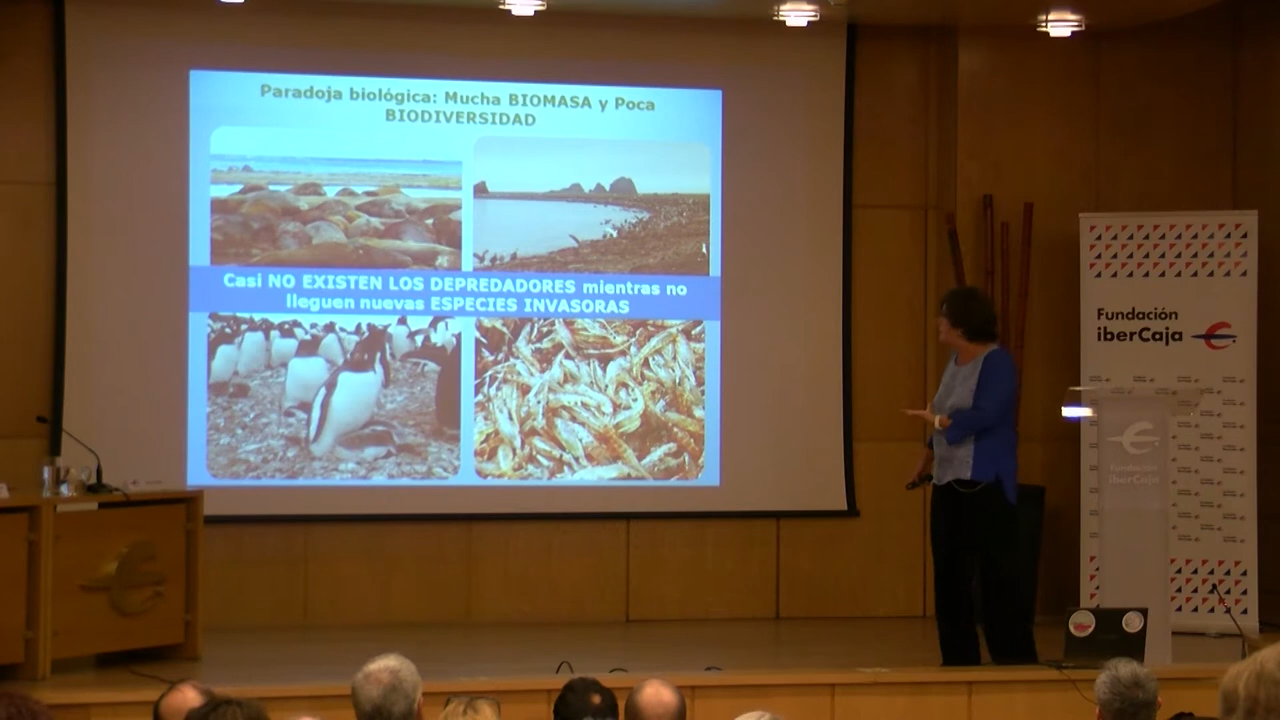 Paradoja biológica: Mucha BIOMASA y Poca
BIODIVERSIDAD
Casi NO EXISTEN LOS DEPREDADORES mientras no
lleguen nuevas ESPECIES INVASORAS
Fundación
iberCaja
Fundación
iberCaja